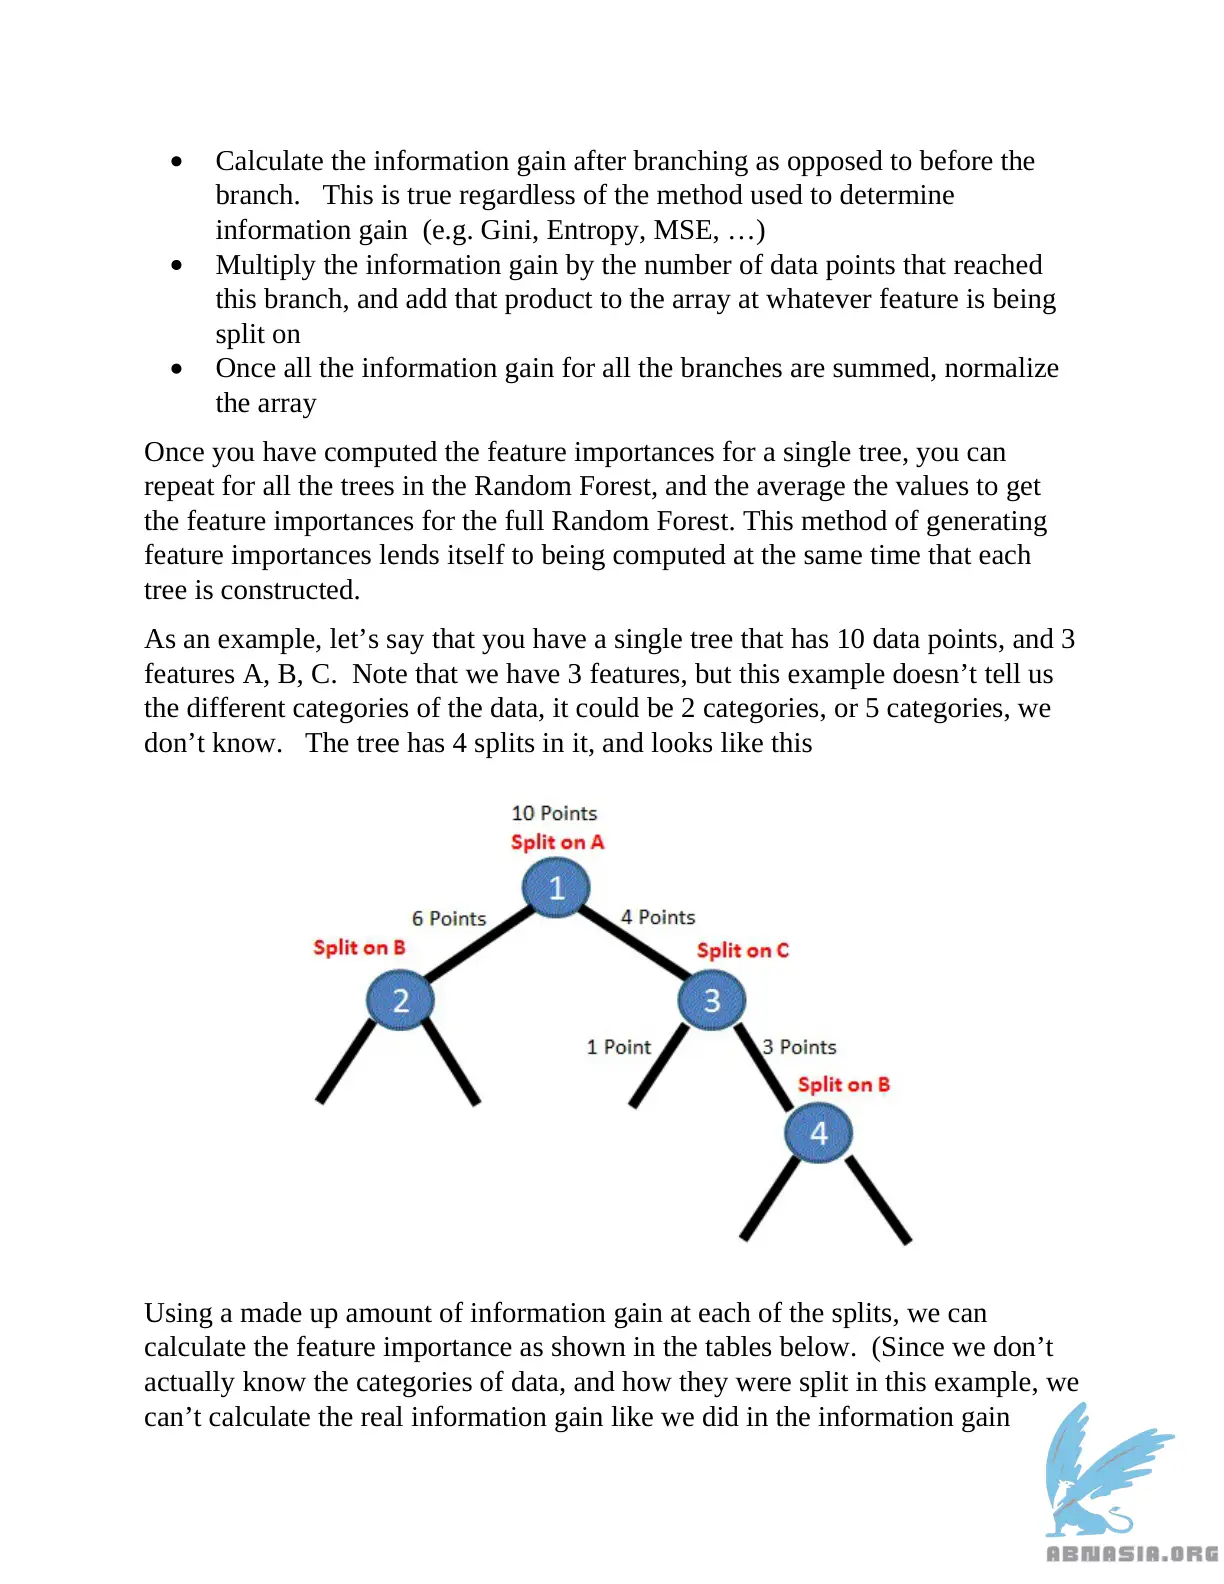 • Calculate the information gain after branching as opposed to before the
branch.   This is true regardless of the method used to determine
information gain  (e.g. Gini, Entropy, MSE, …)
• Multiply the information gain by the number of data points that reached
this branch, and add that product to the array at whatever feature is being
split on
• Once all the information gain for all the branches are summed, normalize
the array
Once you have computed the feature importances for a single tree, you can
repeat for all the trees in the Random Forest, and the average the values to get
the feature importances for the full Random Forest. This method of generating
feature importances lends itself to being computed at the same time that each
tree is constructed.
As an example, let’s say that you have a single tree that has 10 data points, and 3
features A, B, C.  Note that we have 3 features, but this example doesn’t tell us
the different categories of the data, it could be 2 categories, or 5 categories, we
don’t know.   The tree has 4 splits in it, and looks like this
10 Points
Split on A
1
6 Points
4 Points
Split on B
Split on C
2
3
1 Point
3 Points
Split on B
4
Using a made up amount of information gain at each of the splits, we can
calculate the feature importance as shown in the tables below.  (Since we don’t
actually know the categories of data, and how they were split in this example, we
can’t calculate the real information gain like we did in the information gain
ABNASIA.ORG